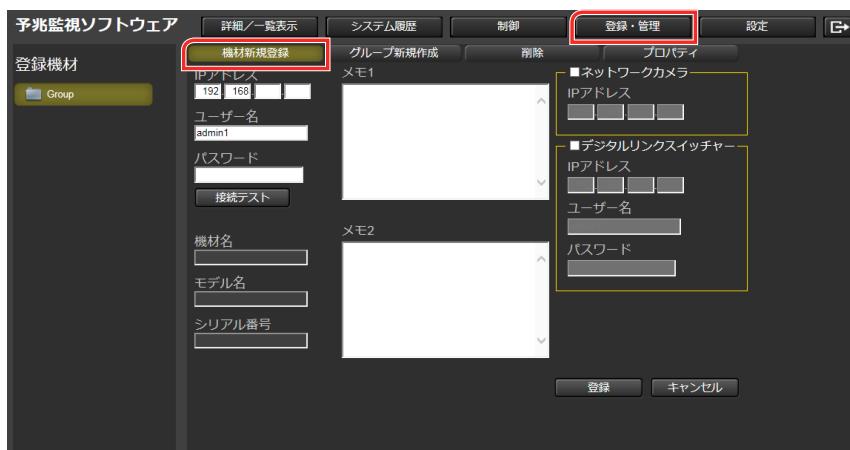 予兆監視ソフトウェア
詳細／一覧表示
システム履歴
制御
登録・管理
設定
機材新規登録
グループ新規作成
削除
プロパティ
登録機材
Group
IPアドレス
192 168
ユーザー名
admin1
パスワード
接続テスト
機材名
モデル名
シリアル番号
メモ1
メモ2
■ネットワークカメラ
IPアドレス
■デジタルリンクスイッチャー
IPアドレス
ユーザー名
パスワード
登録
キャンセル